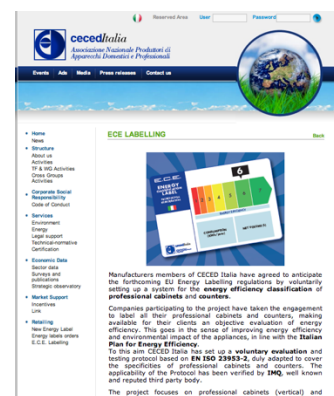 Reserved Area User Password
ceced Italia
Associazione Nazionale Produttori di
Apparecchi Domestici e Professionali
Events Ads Media Press releases Contact us
Home
News
Structure
About us
Activities
TF & WG Activities
Cross Groups
Activities
Corporate Social
Responsibility
Code of Conduct
Services
Environment
Energy
Legal support
Technical-normative
Certification
Economic Data
Sector data
Surveys and
publications
Strategic observatory
Market Support
Incentives
Link
Retailing
New Energy Label
Energy labels orders
E.C.E. Labelling
ECE LABELLING
Back
E.C.E.
ENERGY
LABEL
6
Manufacturers members of CECED Italia have agreed to anticipate
the forthcoming EU Energy Labelling regulations by voluntarily
setting up a system for the energy efficiency classification of
professional cabinets and counters.
Companies participating to the project have taken the engagement
to label all their professional cabinets and counters, making
available for their clients an objective evaluation of energy
efficiency. This goes in the sense of improving energy efficiency
and environmental impact of the appliances, in line with the Italian
Plan for Energy Efficiency.
To this aim CECED Italia has set up a voluntary evaluation and
testing protocol based on EN ISO 23953-2, duly adapted to cover
the specificities of professional cabinets and counters. The
applicability of the Protocol has been verified by IMQ, well known
and reputed third party body.
The project focuses on professional cabinets (vertical) and